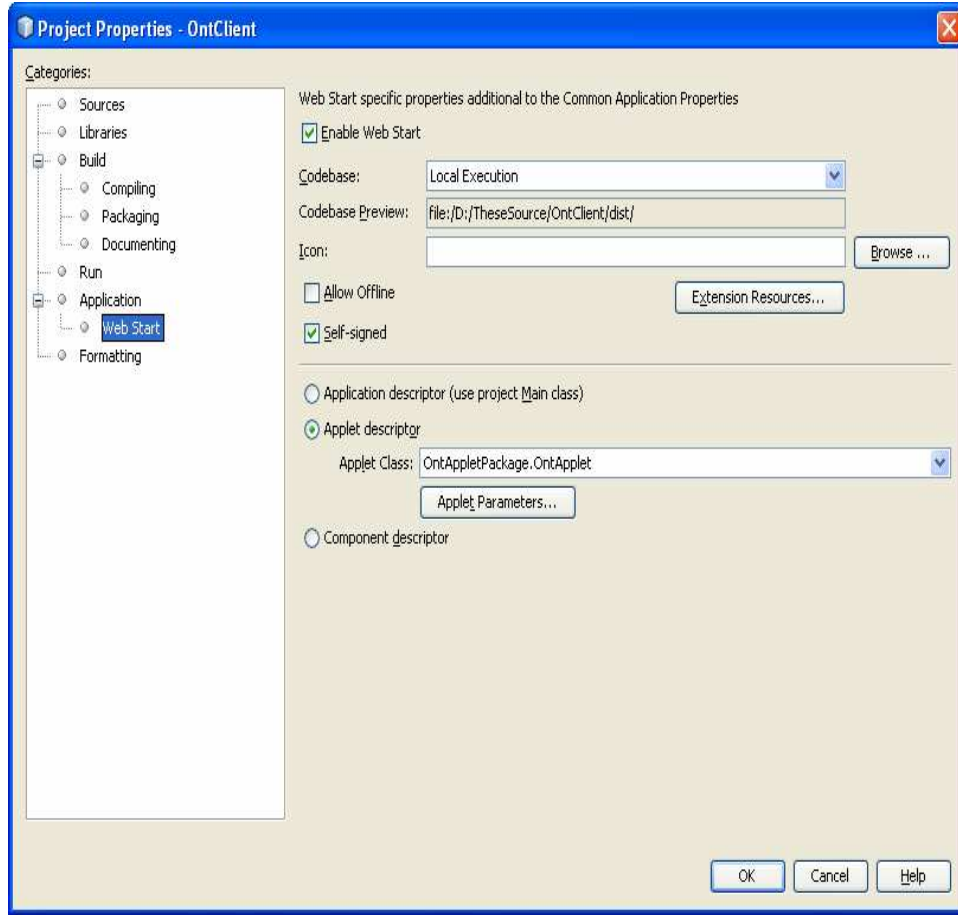 Project Properties - OntClient
Categories:
Sources
Libraries
Build
Compiling
Packaging
Documenting
Run
Application
Web Start
Formatting
Web Start specific properties additional to the Common Application Properties
Enable Web Start
Codebase: Local Execution
Codebase Preview: file:/D:/TheseSource/OntClient/dist/
Icon: Browse ...
Allow Offline
Extension Resources...
Self-signed
Application descriptor (use project Main class)
Applet descriptor
Applet Class: OntAppletPackage.OntApplet
Applet Parameters...
Component descriptor
OK Cancel Help